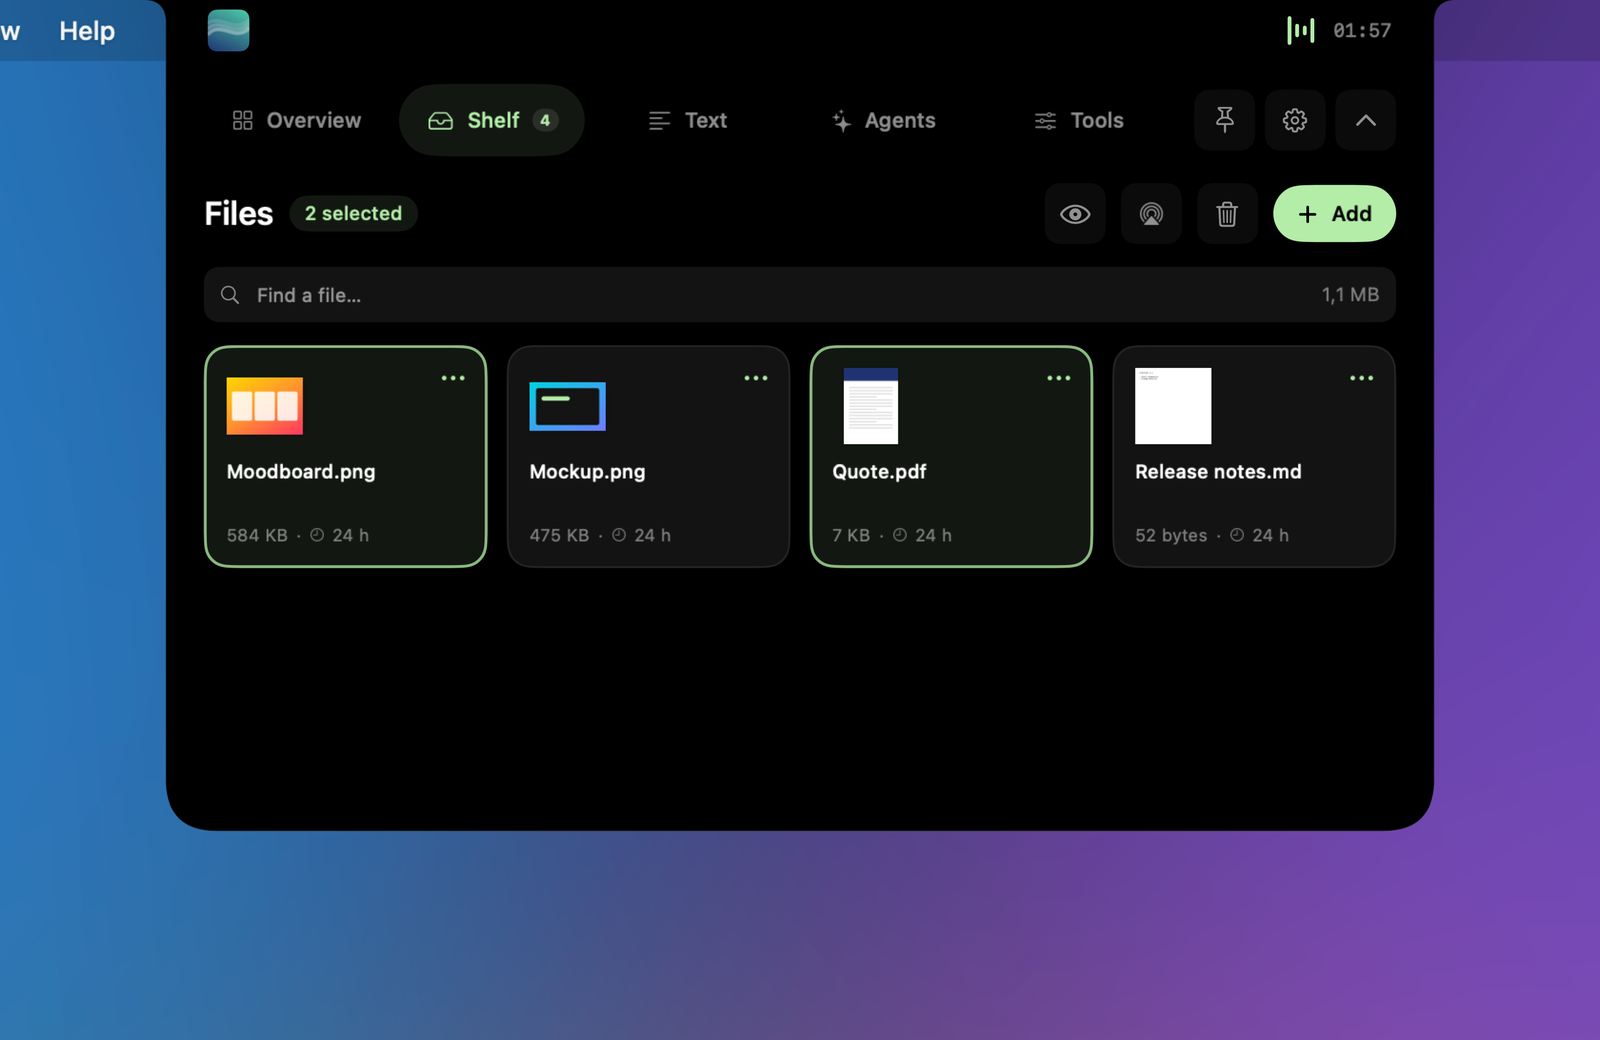 w Help
01:57
Overview
Shelf 4
Text
Agents
Tools
Files 2 selected
+ Add
Find a file...
1,1 MB
Moodboard.png
584 KB · 24 h
Mockup.png
475 KB · 24 h
Quote.pdf
7 KB · 24 h
Release notes.md
52 bytes · 24 h